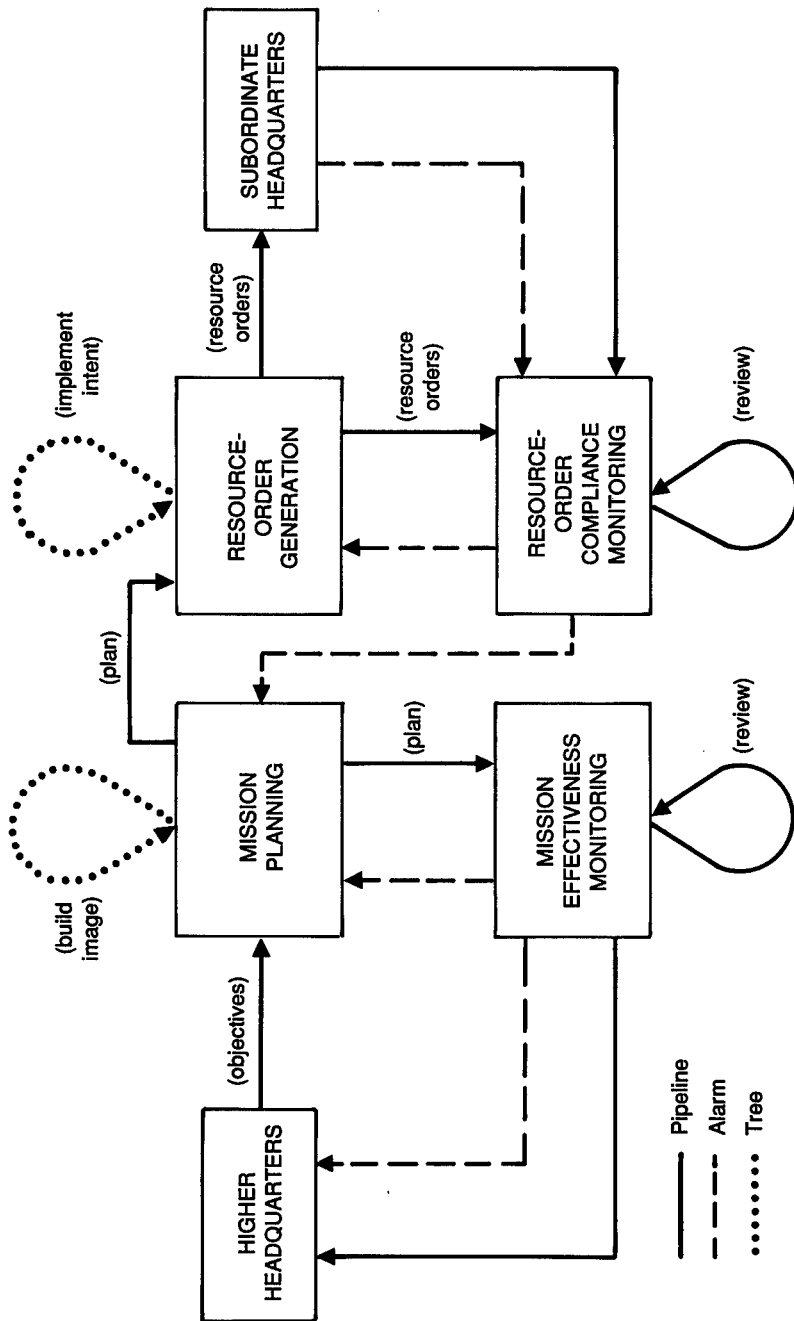 (build
image)
(implement
intent)
(plan)
HIGHER
HEADQUARTERS
(objectives)
MISSION
PLANNING
RESOURCE-
ORDER
GENERATION
(resource
orders)
SUBORDINATE
HEADQUARTERS
(plan)
(resource
orders)
MISSION
EFFECTIVENESS
MONITORING
RESOURCE-
ORDER
COMPLIANCE
MONITORING
(review)
(review)
Pipeline
Alarm
Tree